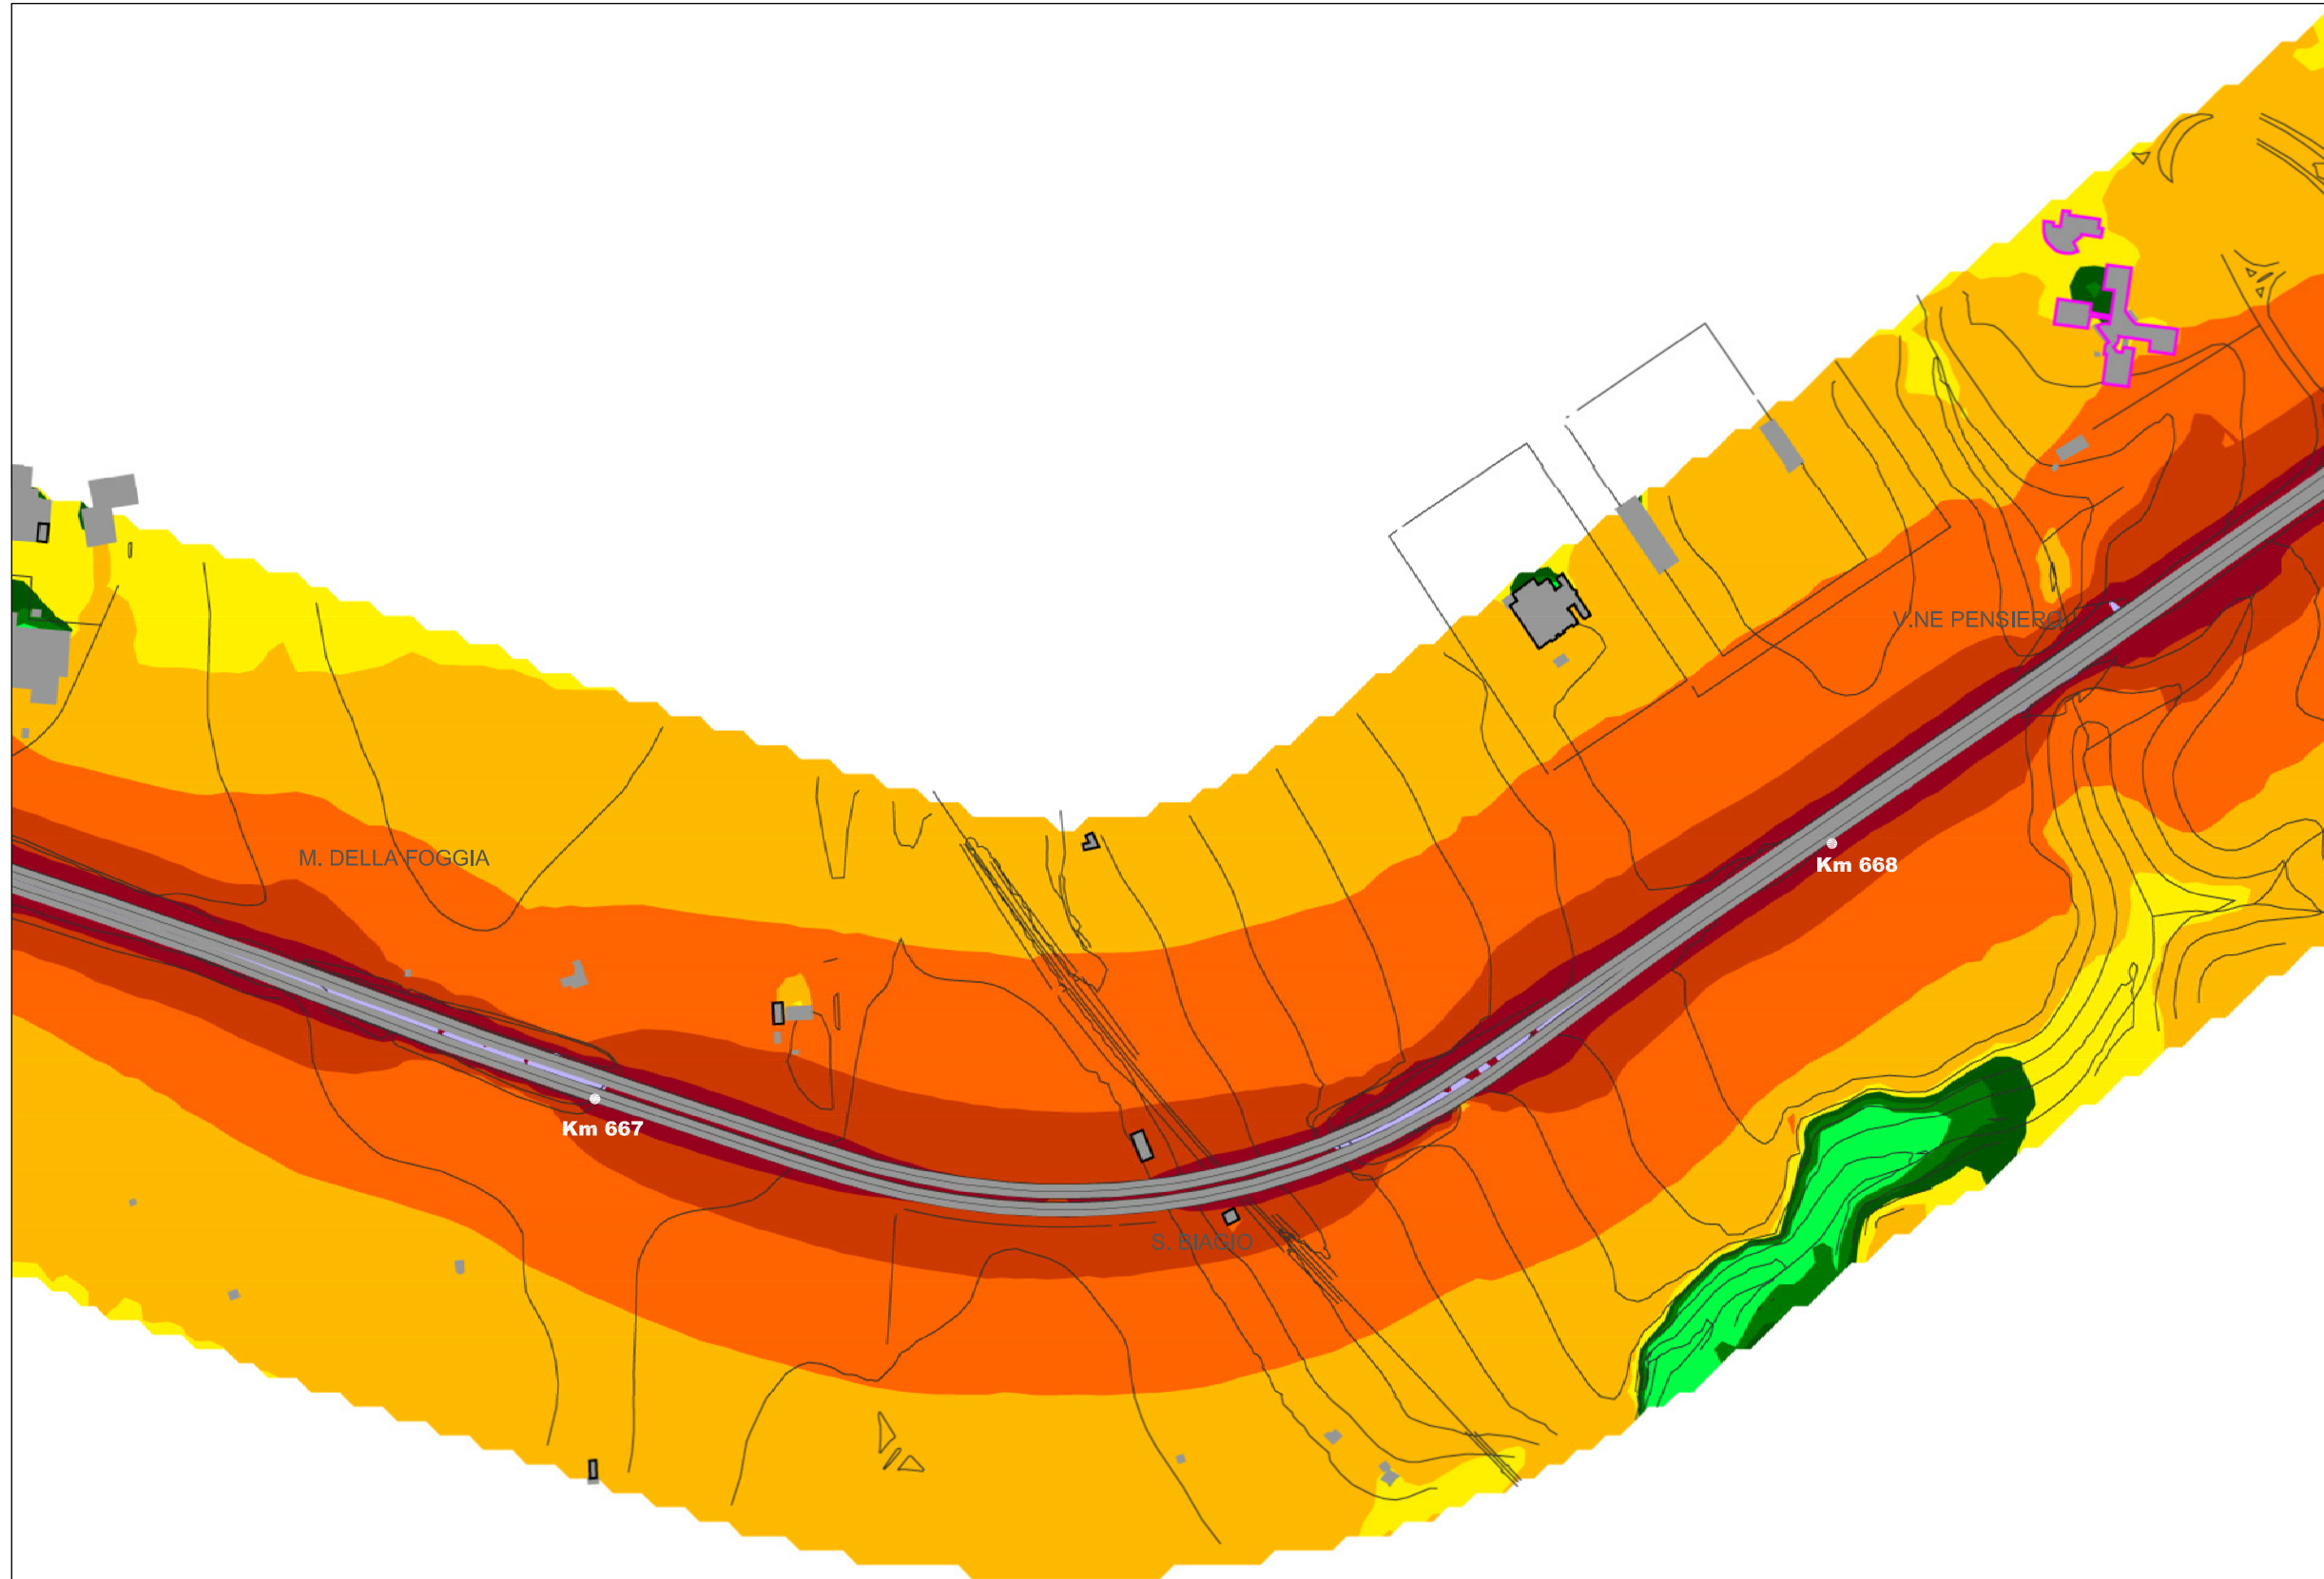 V.NE PENSIERO
M. DELLA FOGGIA
Km 668
Km 667
S. BIAGIO